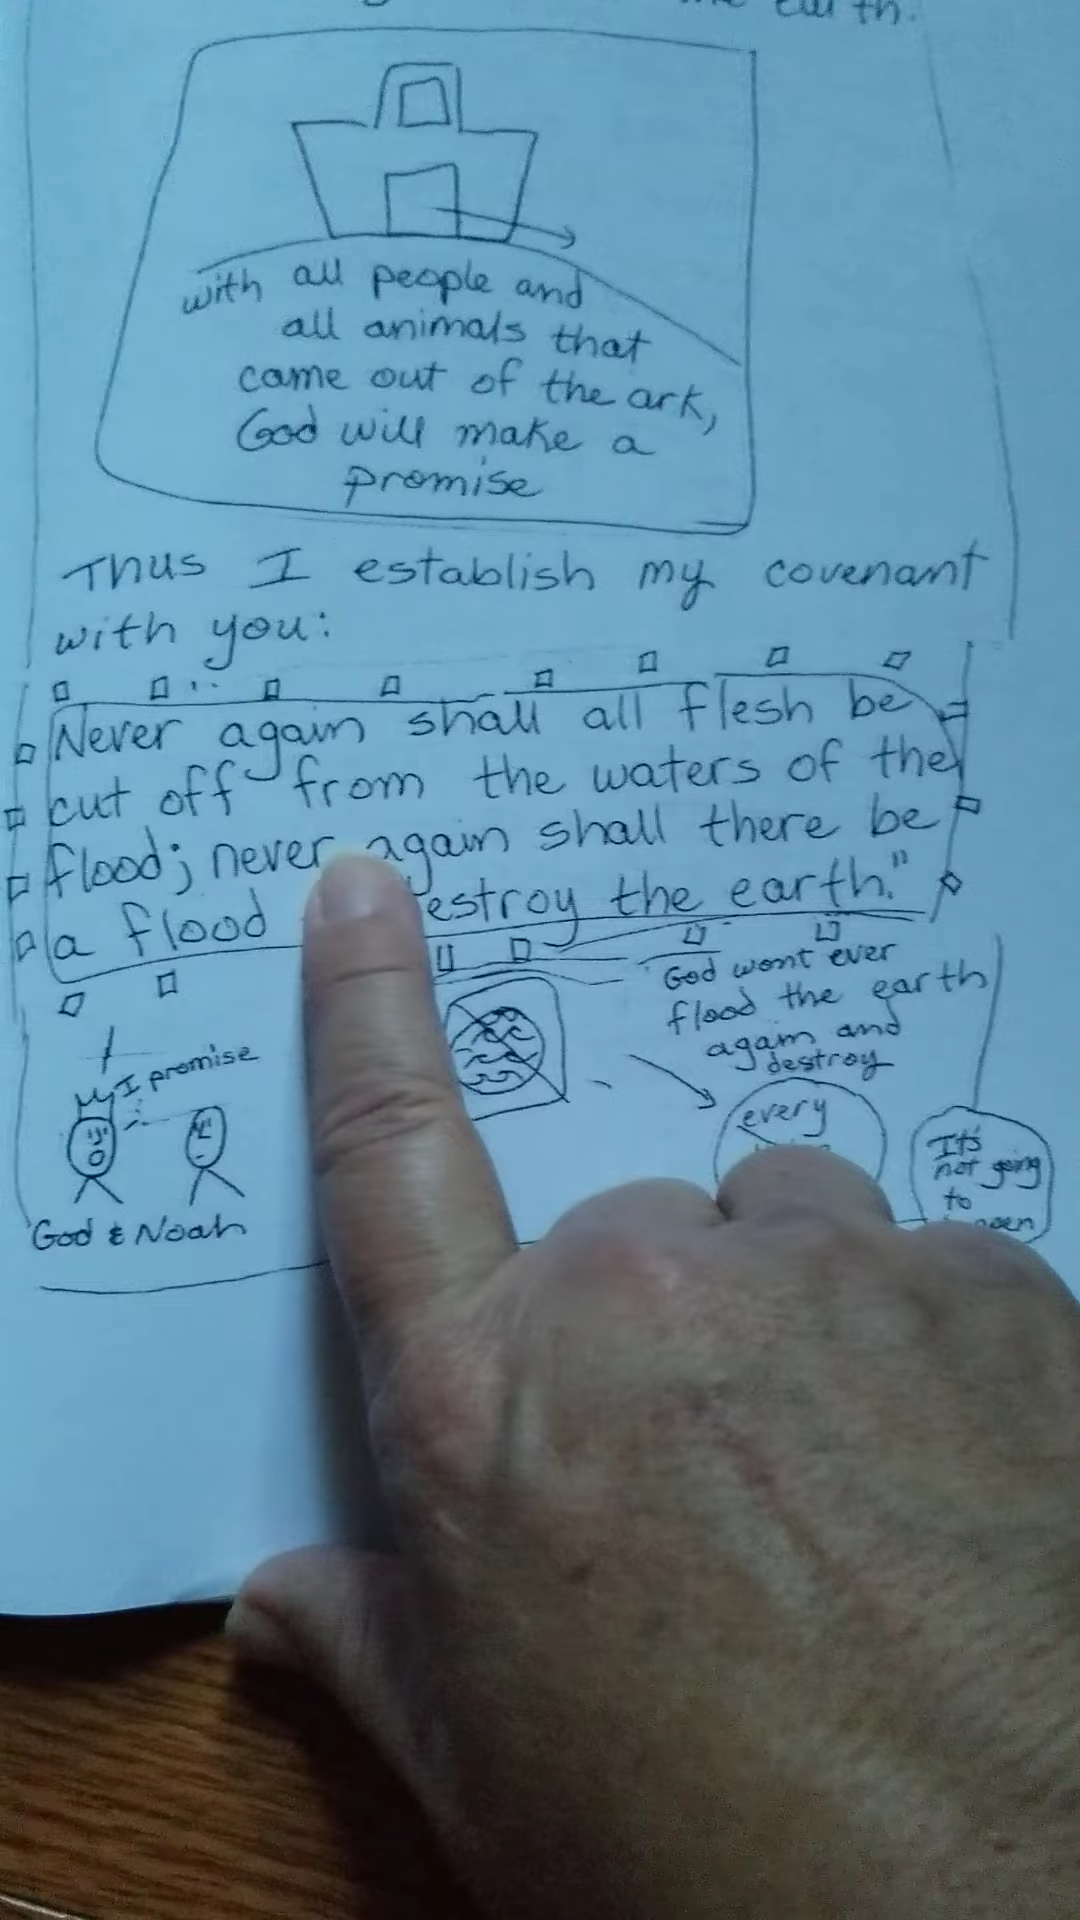 earth.
with all people and
all animals that
came out of the ark,
God will make a
promise
Thus I establish my covenant
with you:
Never again shall all flesh be
cut off from the waters of the
flood; never again shall there be
a flood estroy the earth."
God wont ever
flood the earth
again and
destroy
I promise
every
It's
not going
to
God & Noah